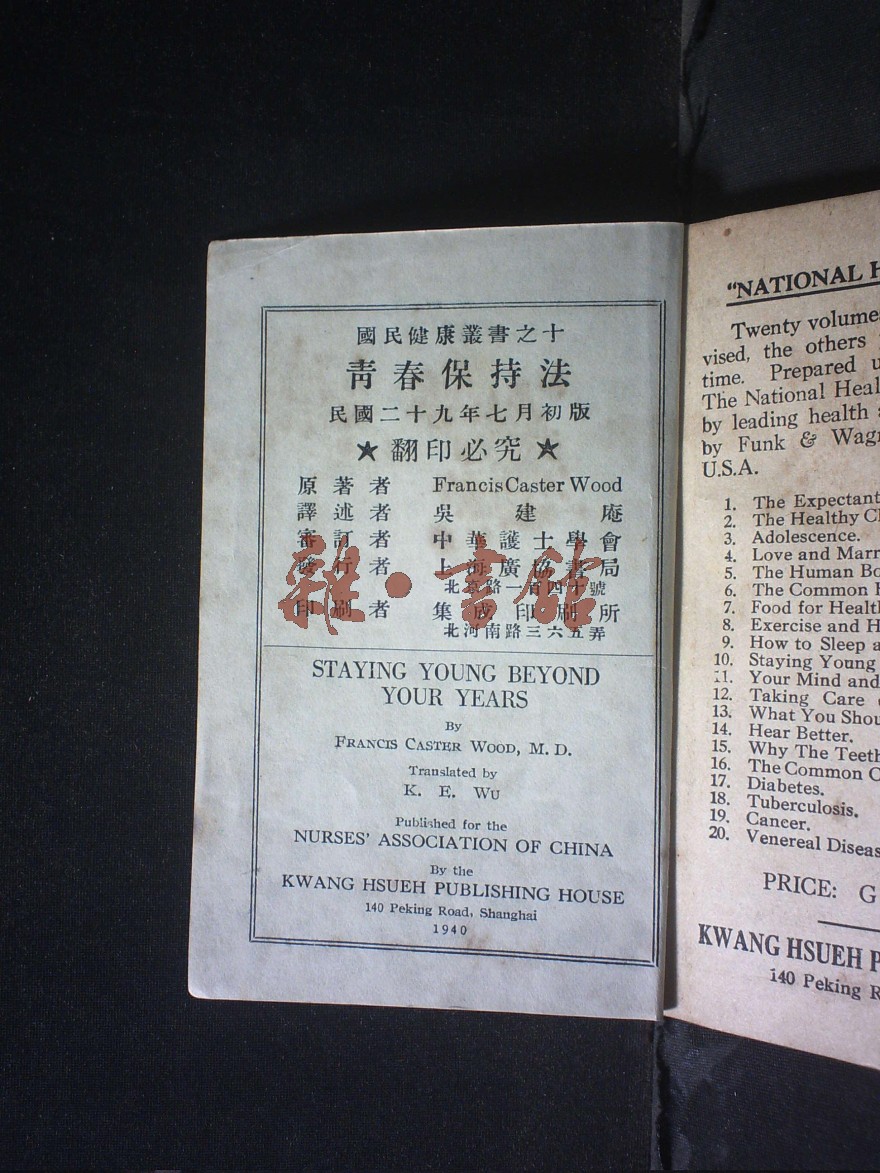 國民健康叢書之十
青春保持法
民國二十九年七月初版
★翻印必究★
原著者 Francis Caster Wood
譯述者 吳建庵
審訂者 中華護士學會
發行者 上海廣協書局
北京路一百四十號
印刷者 集成印刷所
北河南路三六五弄
雜·書館
STAYING YOUNG BEYOND
YOUR YEARS
By
FRANCIS CASTER WOOD, M. D.
Translated by
K. E. WU
Published for the
NURSES' ASSOCIATION OF CHINA
By the
KWANG HSUEH PUBLISHING HOUSE
140 Peking Road, Shanghai
1940
"NATIONAL H
Twenty volume
vised, the others
time. Prepared u
The National Heal
by leading health
by Funk & Wag
U.S.A.
1. The Expectant
2. The Healthy C
3. Adolescence.
4. Love and Marr
5. The Human Bo
6. The Common
7. Food for Healt
8. Exercise and H
9. How to Sleep a
10. Staying Young
11. Your Mind and
12. Taking Care
13. What You Shou
14. Hear Better.
15. Why The Teeth
16. The Common C
17. Diabetes.
18. Tuberculosis.
19. Cancer.
20. Venereal Diseas
PRICE: G
KWANG HSUEH P
140 Peking R